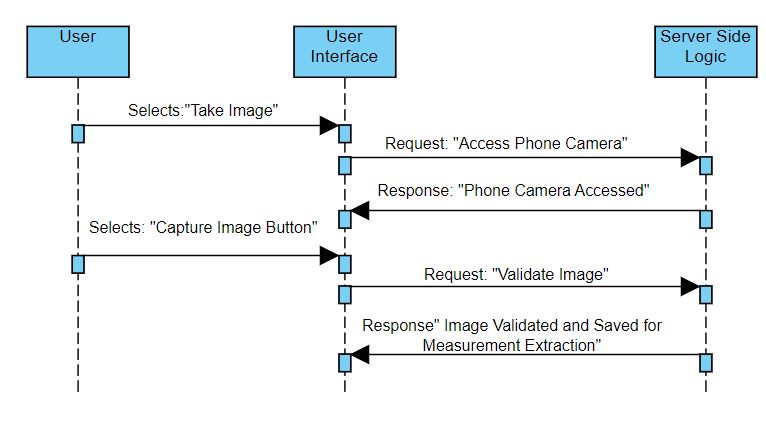 User
User
Interface
Server Side
Logic
Selects:"Take Image"
Request: "Access Phone Camera"
Response: "Phone Camera Accessed"
Selects: "Capture Image Button"
Request: "Validate Image"
Response" Image Validated and Saved for
Measurement Extraction"